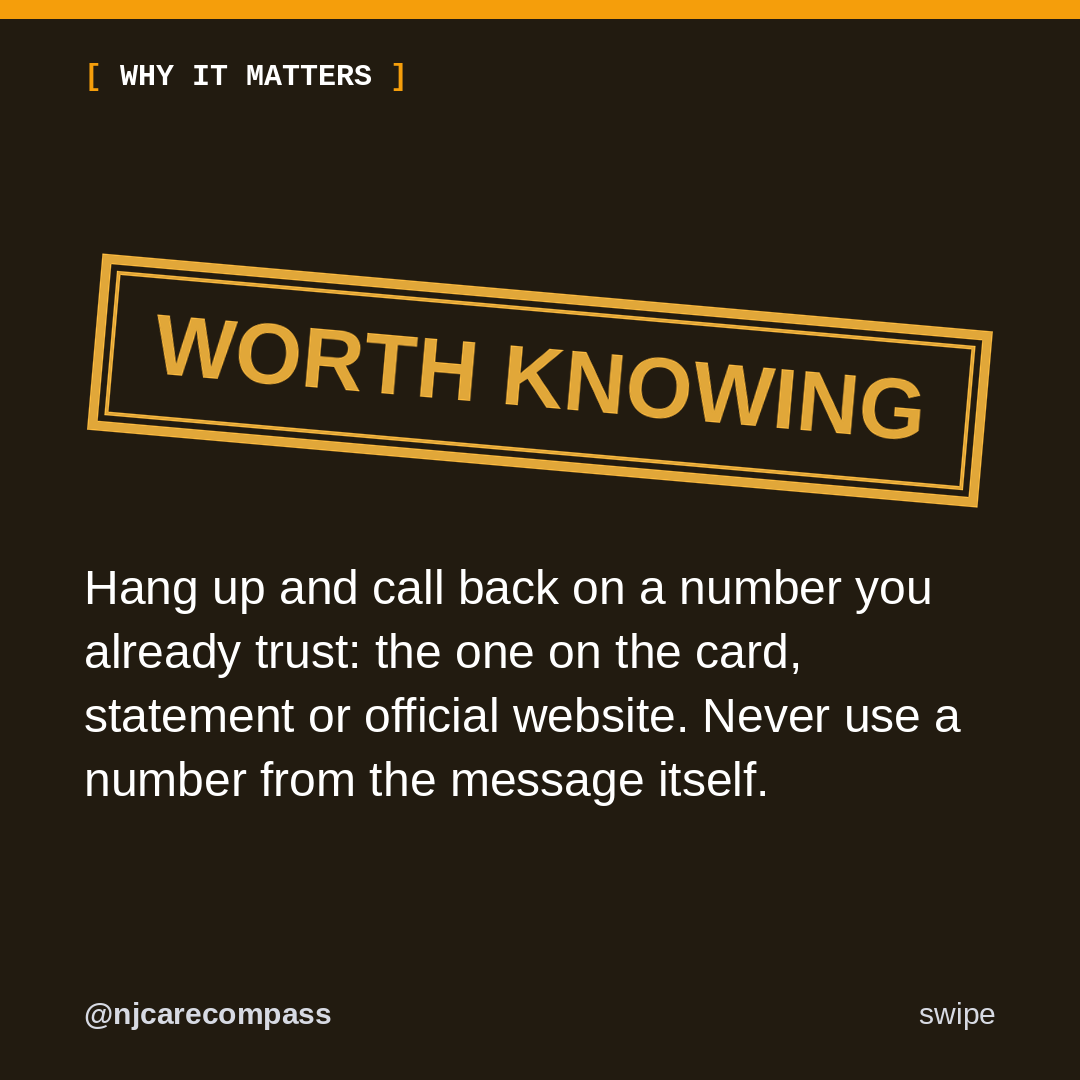 [ WHY IT MATTERS ]
WORTH KNOWING
Hang up and call back on a number you
already trust: the one on the card,
statement or official website. Never use a
number from the message itself.
@njcarecompass
swipe